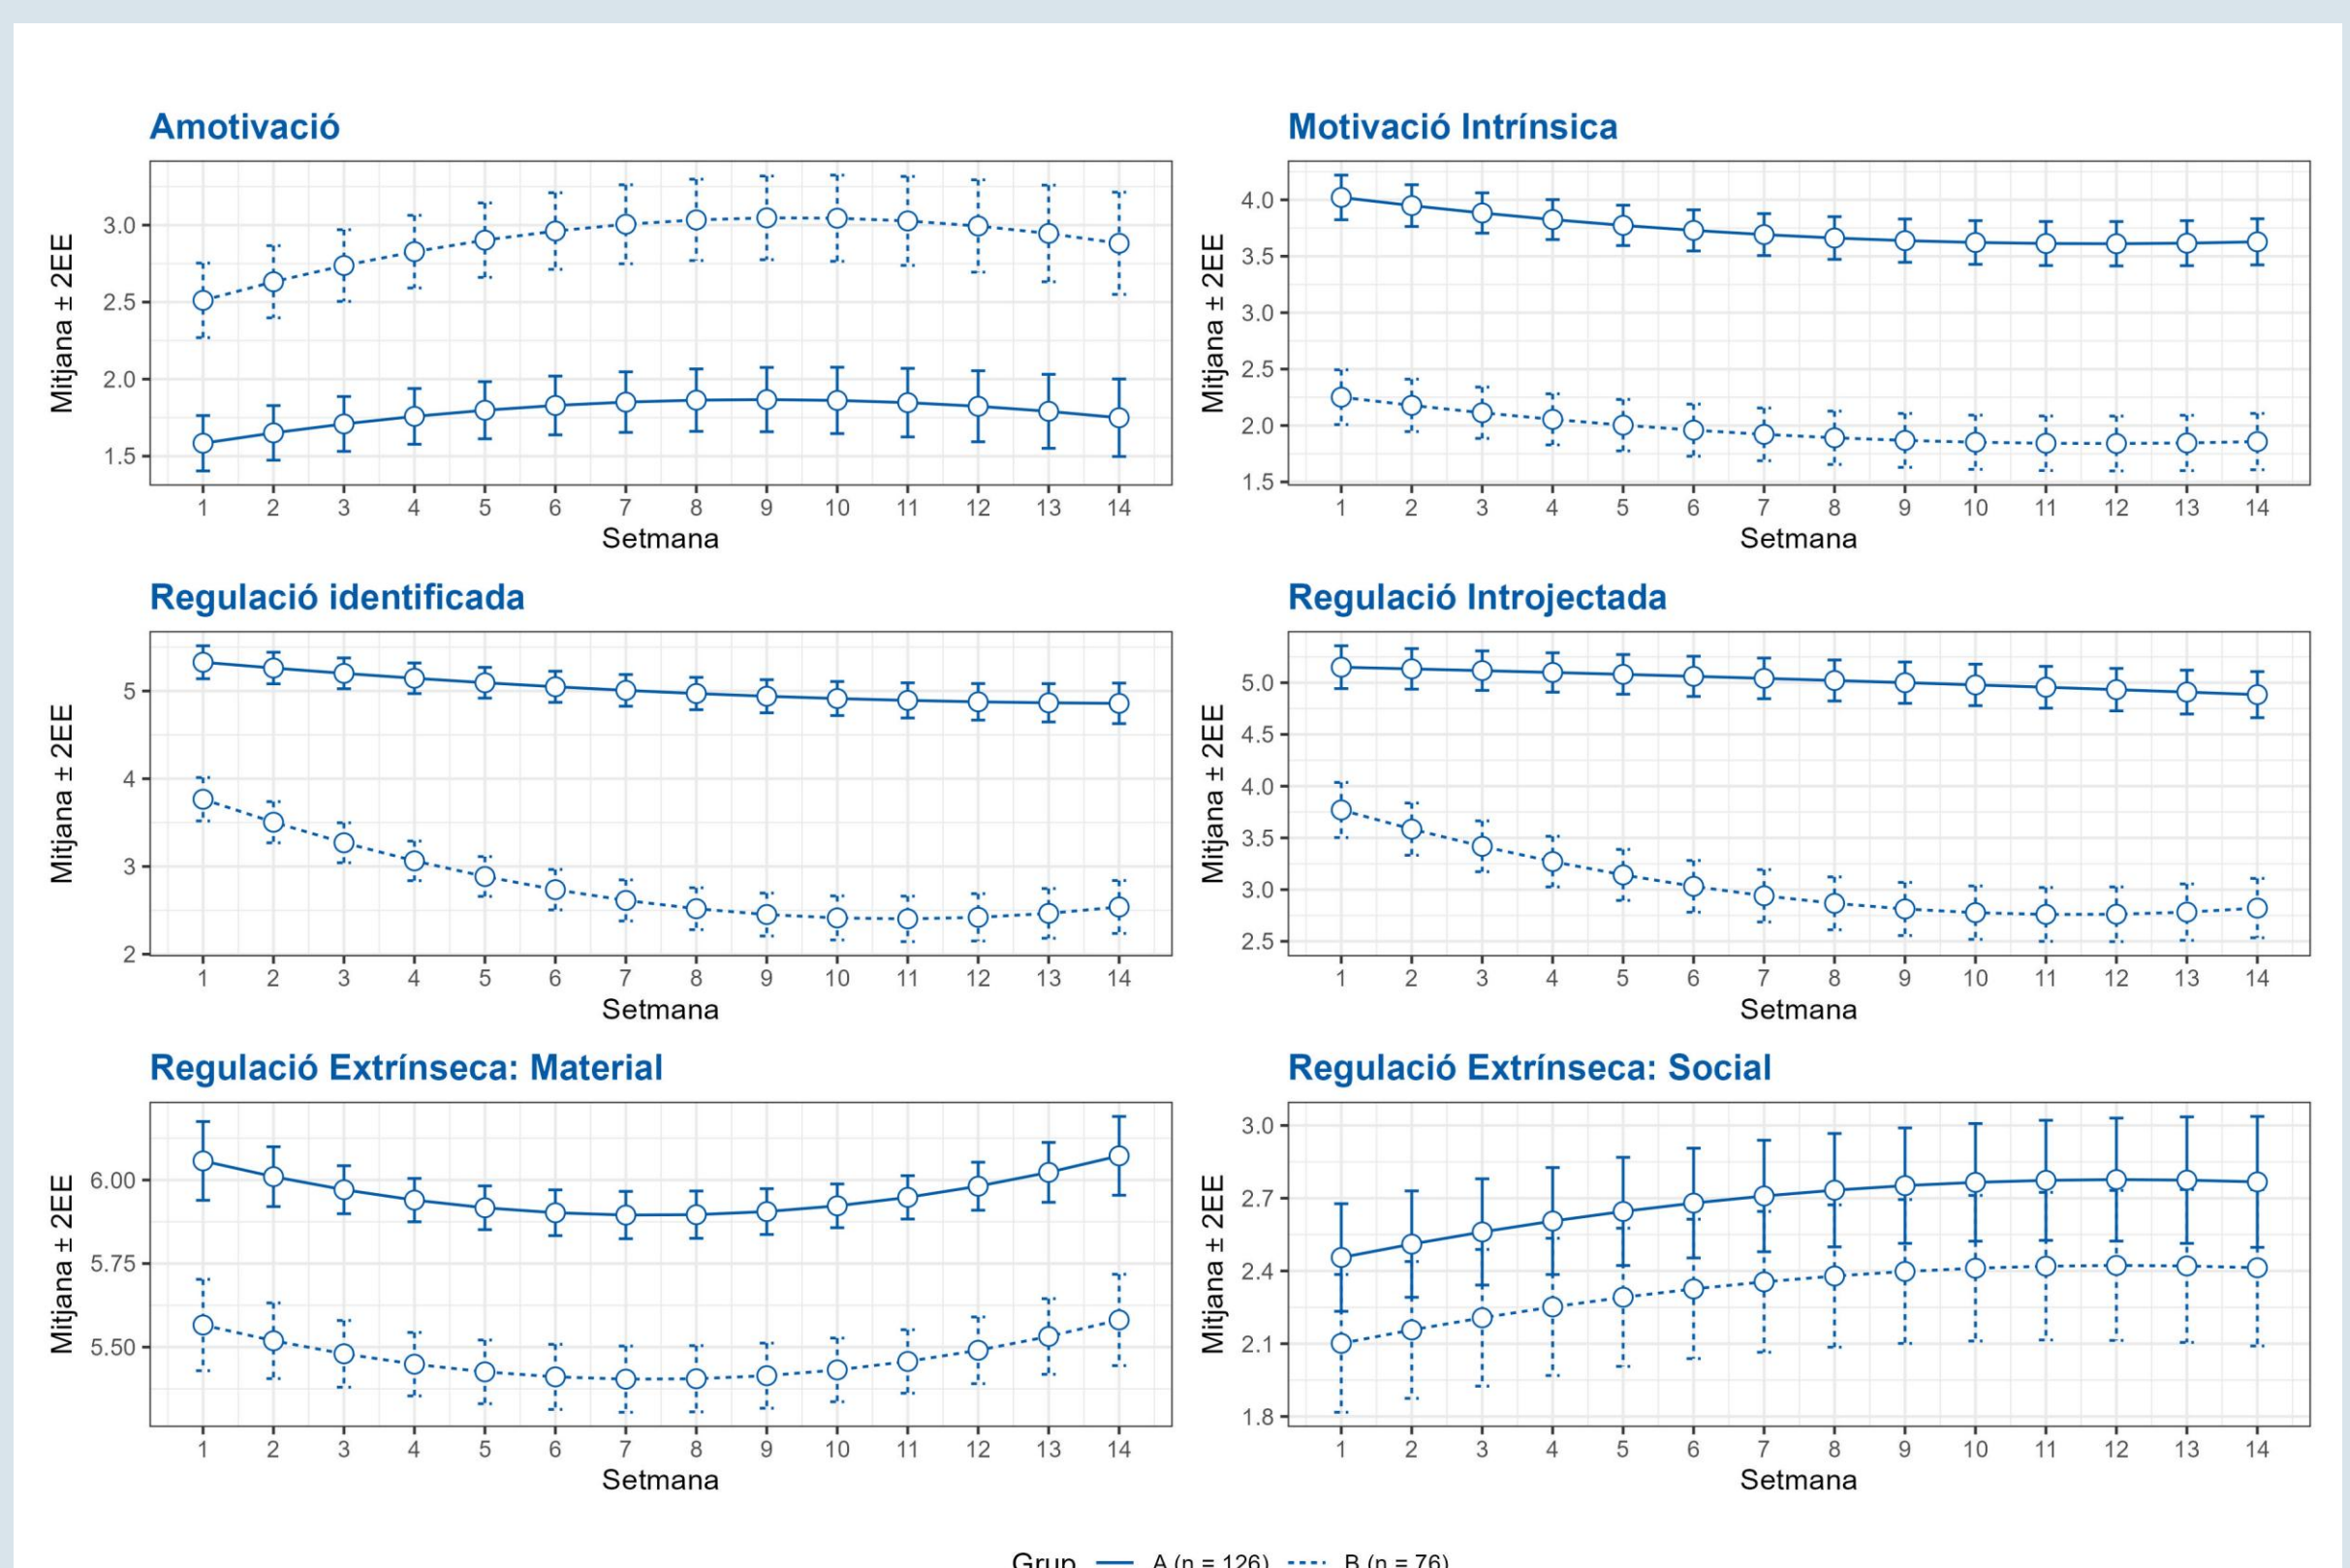 Amotivació
Mitjana ± 2EE
3.0
2.5
2.0
1.5
1 2 3 4 5 6 7 8 9 10 11 12 13 14
Setmana
Motivació Intrínsica
Mitjana ± 2EE
4.0
3.5
3.0
2.5
2.0
1.5
1 2 3 4 5 6 7 8 9 10 11 12 13 14
Setmana
Regulació identificada
Mitjana ± 2EE
5
4
3
2
1 2 3 4 5 6 7 8 9 10 11 12 13 14
Setmana
Regulació Introjectada
Mitjana ± 2EE
5.0
4.5
4.0
3.5
3.0
2.5
1 2 3 4 5 6 7 8 9 10 11 12 13 14
Setmana
Regulació Extrínseca: Material
Mitjana ± 2EE
6.00
5.75
5.50
1 2 3 4 5 6 7 8 9 10 11 12 13 14
Setmana
Regulació Extrínseca: Social
Mitjana ± 2EE
3.0
2.7
2.4
2.1
1.8
1 2 3 4 5 6 7 8 9 10 11 12 13 14
Setmana
Grup A (n = 126) B (n = 76)